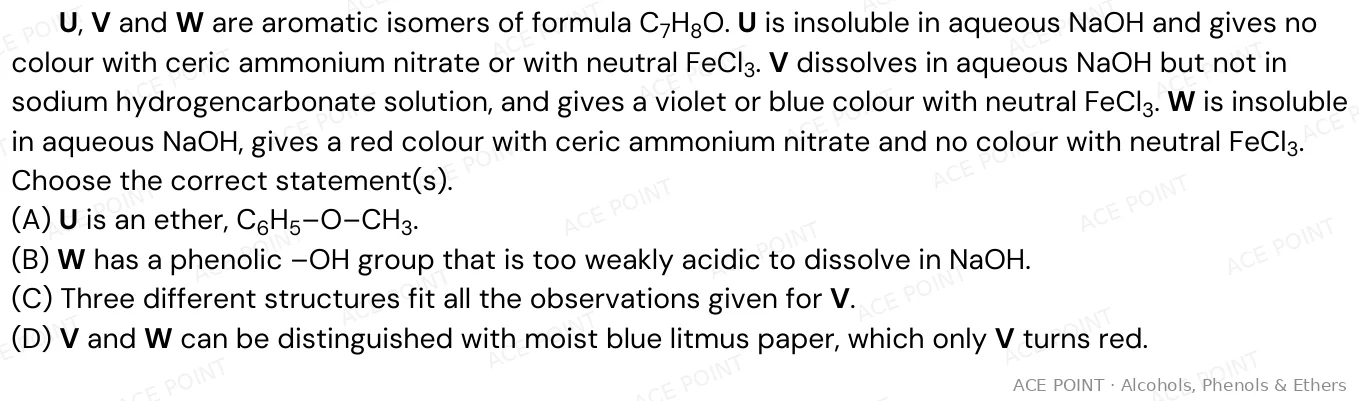 U, V and W are aromatic isomers of formula C₇H₈O. U is insoluble in aqueous NaOH and gives no
colour with ceric ammonium nitrate or with neutral FeCl₃. V dissolves in aqueous NaOH but not in
sodium hydrogencarbonate solution, and gives a violet or blue colour with neutral FeCl₃. W is insoluble
in aqueous NaOH, gives a red colour with ceric ammonium nitrate and no colour with neutral FeCl₃.
Choose the correct statement(s).
(A) U is an ether, C₆H₅–O–CH₃.
(B) W has a phenolic –OH group that is too weakly acidic to dissolve in NaOH.
(C) Three different structures fit all the observations given for V.
(D) V and W can be distinguished with moist blue litmus paper, which only V turns red.
ACE POINT · Alcohols, Phenols & Ethers